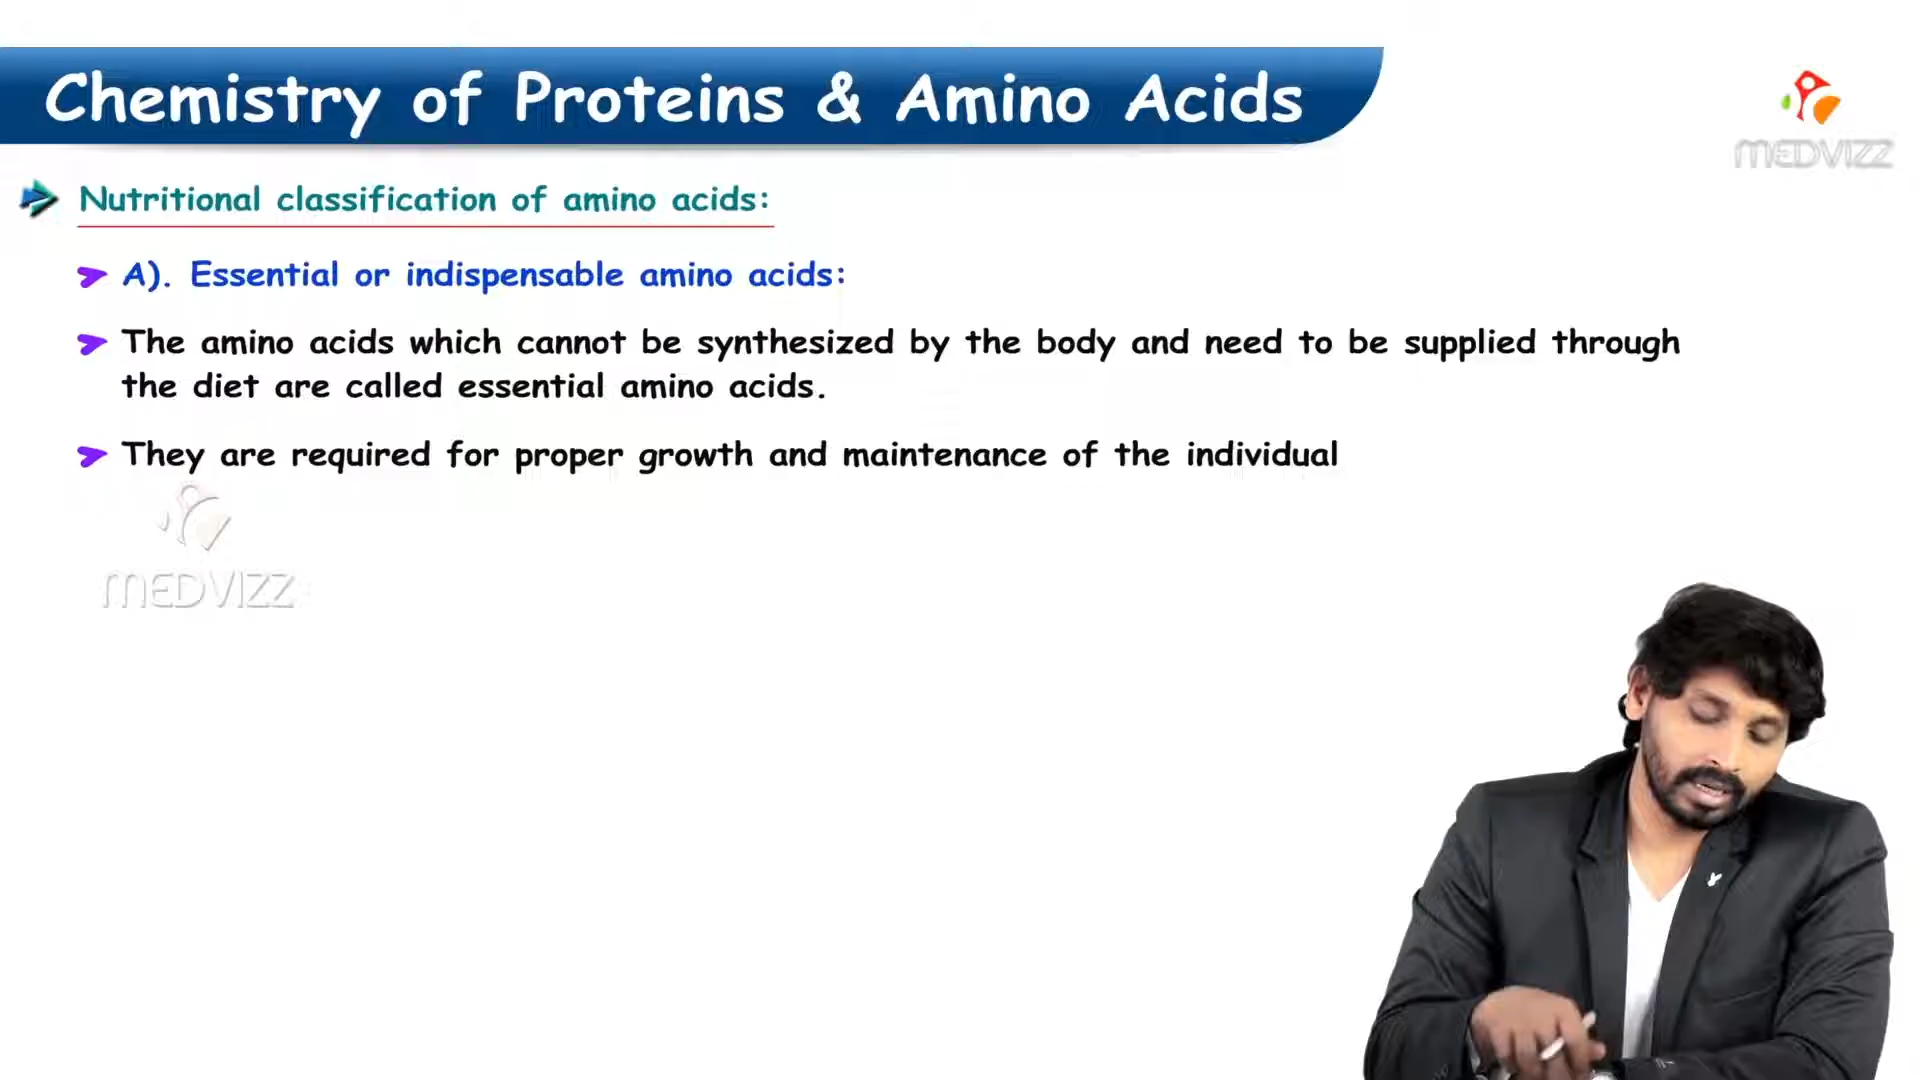 Chemistry of Proteins & Amino Acids
MEDVIZZ
Nutritional classification of amino acids:
A). Essential or indispensable amino acids:
The amino acids which cannot be synthesized by the body and need to be supplied through
the diet are called essential amino acids.
They are required for proper growth and maintenance of the individual
MEDVIZZ